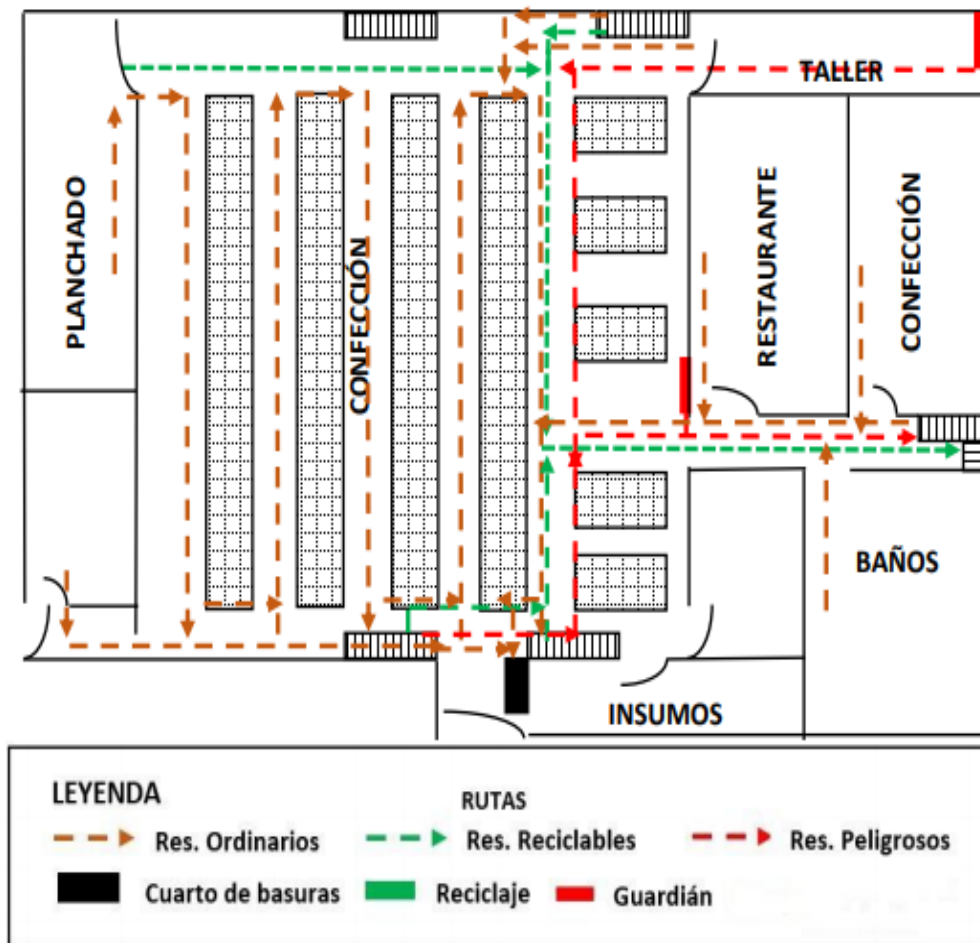 TALLER
PLANCHADO
CONFECCIÓN
RESTAURANTE
CONFECCIÓN
BAÑOS
INSUMOS
LEYENDA
RUTAS
Res. Ordinarios
Res. Reciclables
Res. Peligrosos
Cuarto de basuras
Reciclaje
Guardián